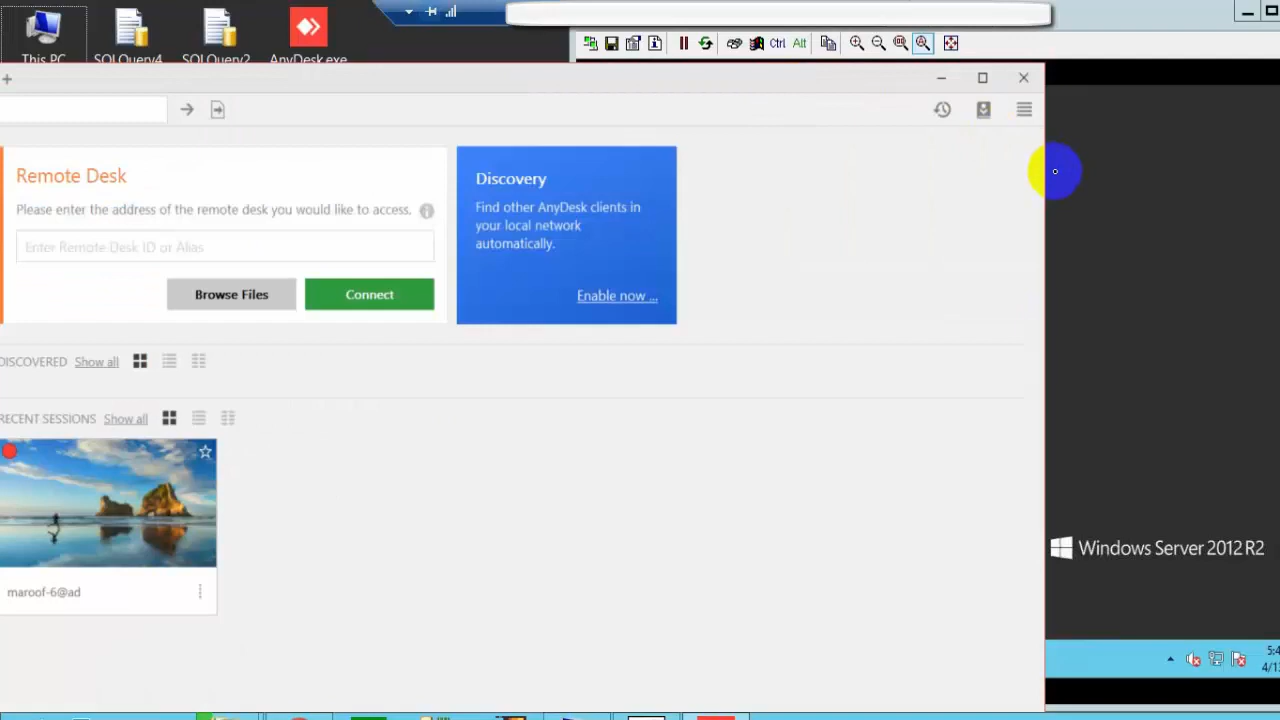 This PC
SQLQuery4
SQLQuery2
AnyDesk.exe
Ctrl
Alt
Remote Desk
Please enter the address of the remote desk you would like to access.
Enter Remote-Desk ID or Alias
Browse Files
Connect
Discovery
Find other AnyDesk clients in
your local network
automatically.
Enable now ...
DISCOVERED
Show all
RECENT SESSIONS
Show all
maroof-6@ad
Windows Server 2012 R2